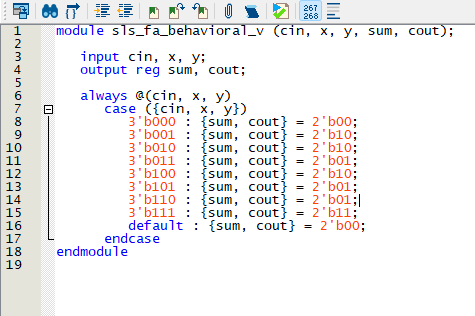 267
268
1 module sls_fa_behavioral_v (cin, x, y, sum, cout);
2
3 input cin, x, y;
4 output reg sum, cout;
5
6 always @(cin, x, y)
7 case ({cin, x, y})
8 3'b000 : {sum, cout} = 2'b00;
9 3'b001 : {sum, cout} = 2'b10;
10 3'b010 : {sum, cout} = 2'b10;
11 3'b011 : {sum, cout} = 2'b01;
12 3'b100 : {sum, cout} = 2'b10;
13 3'b101 : {sum, cout} = 2'b01;
14 3'b110 : {sum, cout} = 2'b01;
15 3'b111 : {sum, cout} = 2'b11;
16 default : {sum, cout} = 2'b00;
17 endcase
18 endmodule
19